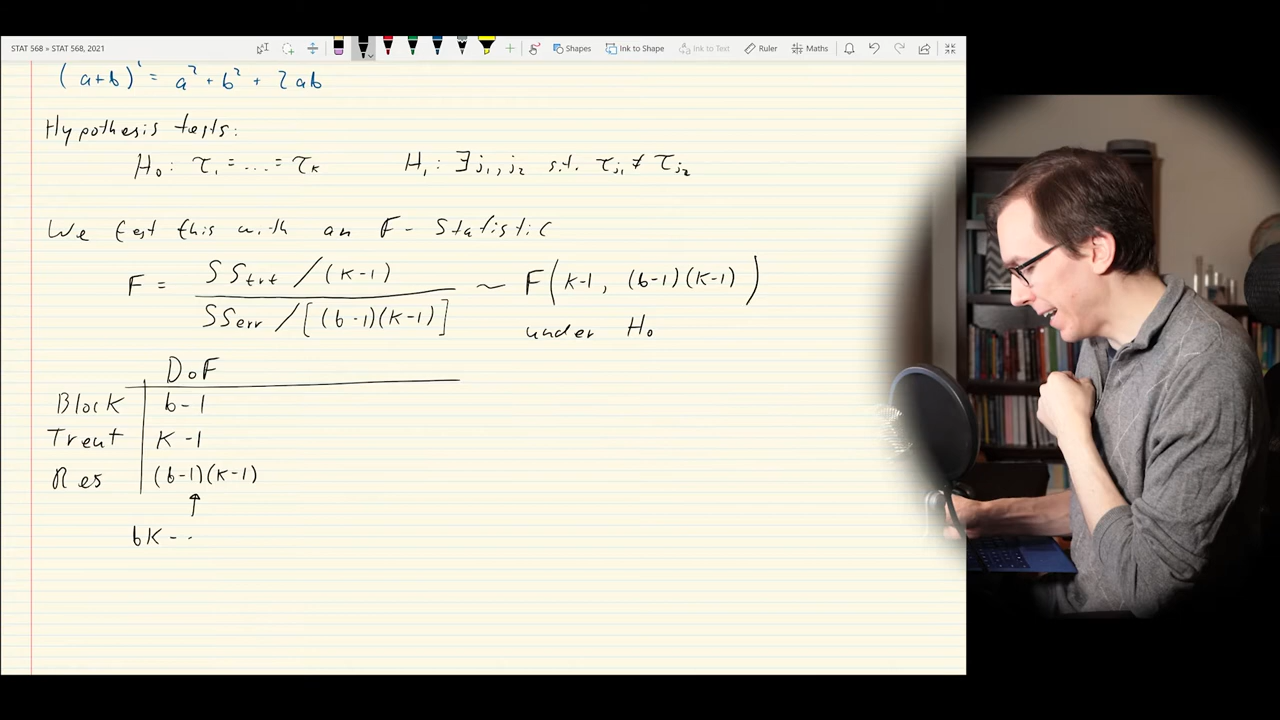 STAT 568 » STAT 568, 2021
Shapes Ink to Shape Ink to Text Ruler Maths
(a+b)² = a² + b² + 2ab
Hypothesis tests:
H₀: τ₁ = ... = τₖ H₁: ∃ j₁, j₂ s.t. τⱼ₁ ≠ τⱼ₂
We test this with an F-Statistic
F = SStrt / (K-1) / SSerr / [(b-1)(K-1)] ~ F(K-1, (b-1)(K-1))
under H₀
DoF
Block b-1
Treat K-1
Res (b-1)(K-1)
↑
bK - ..